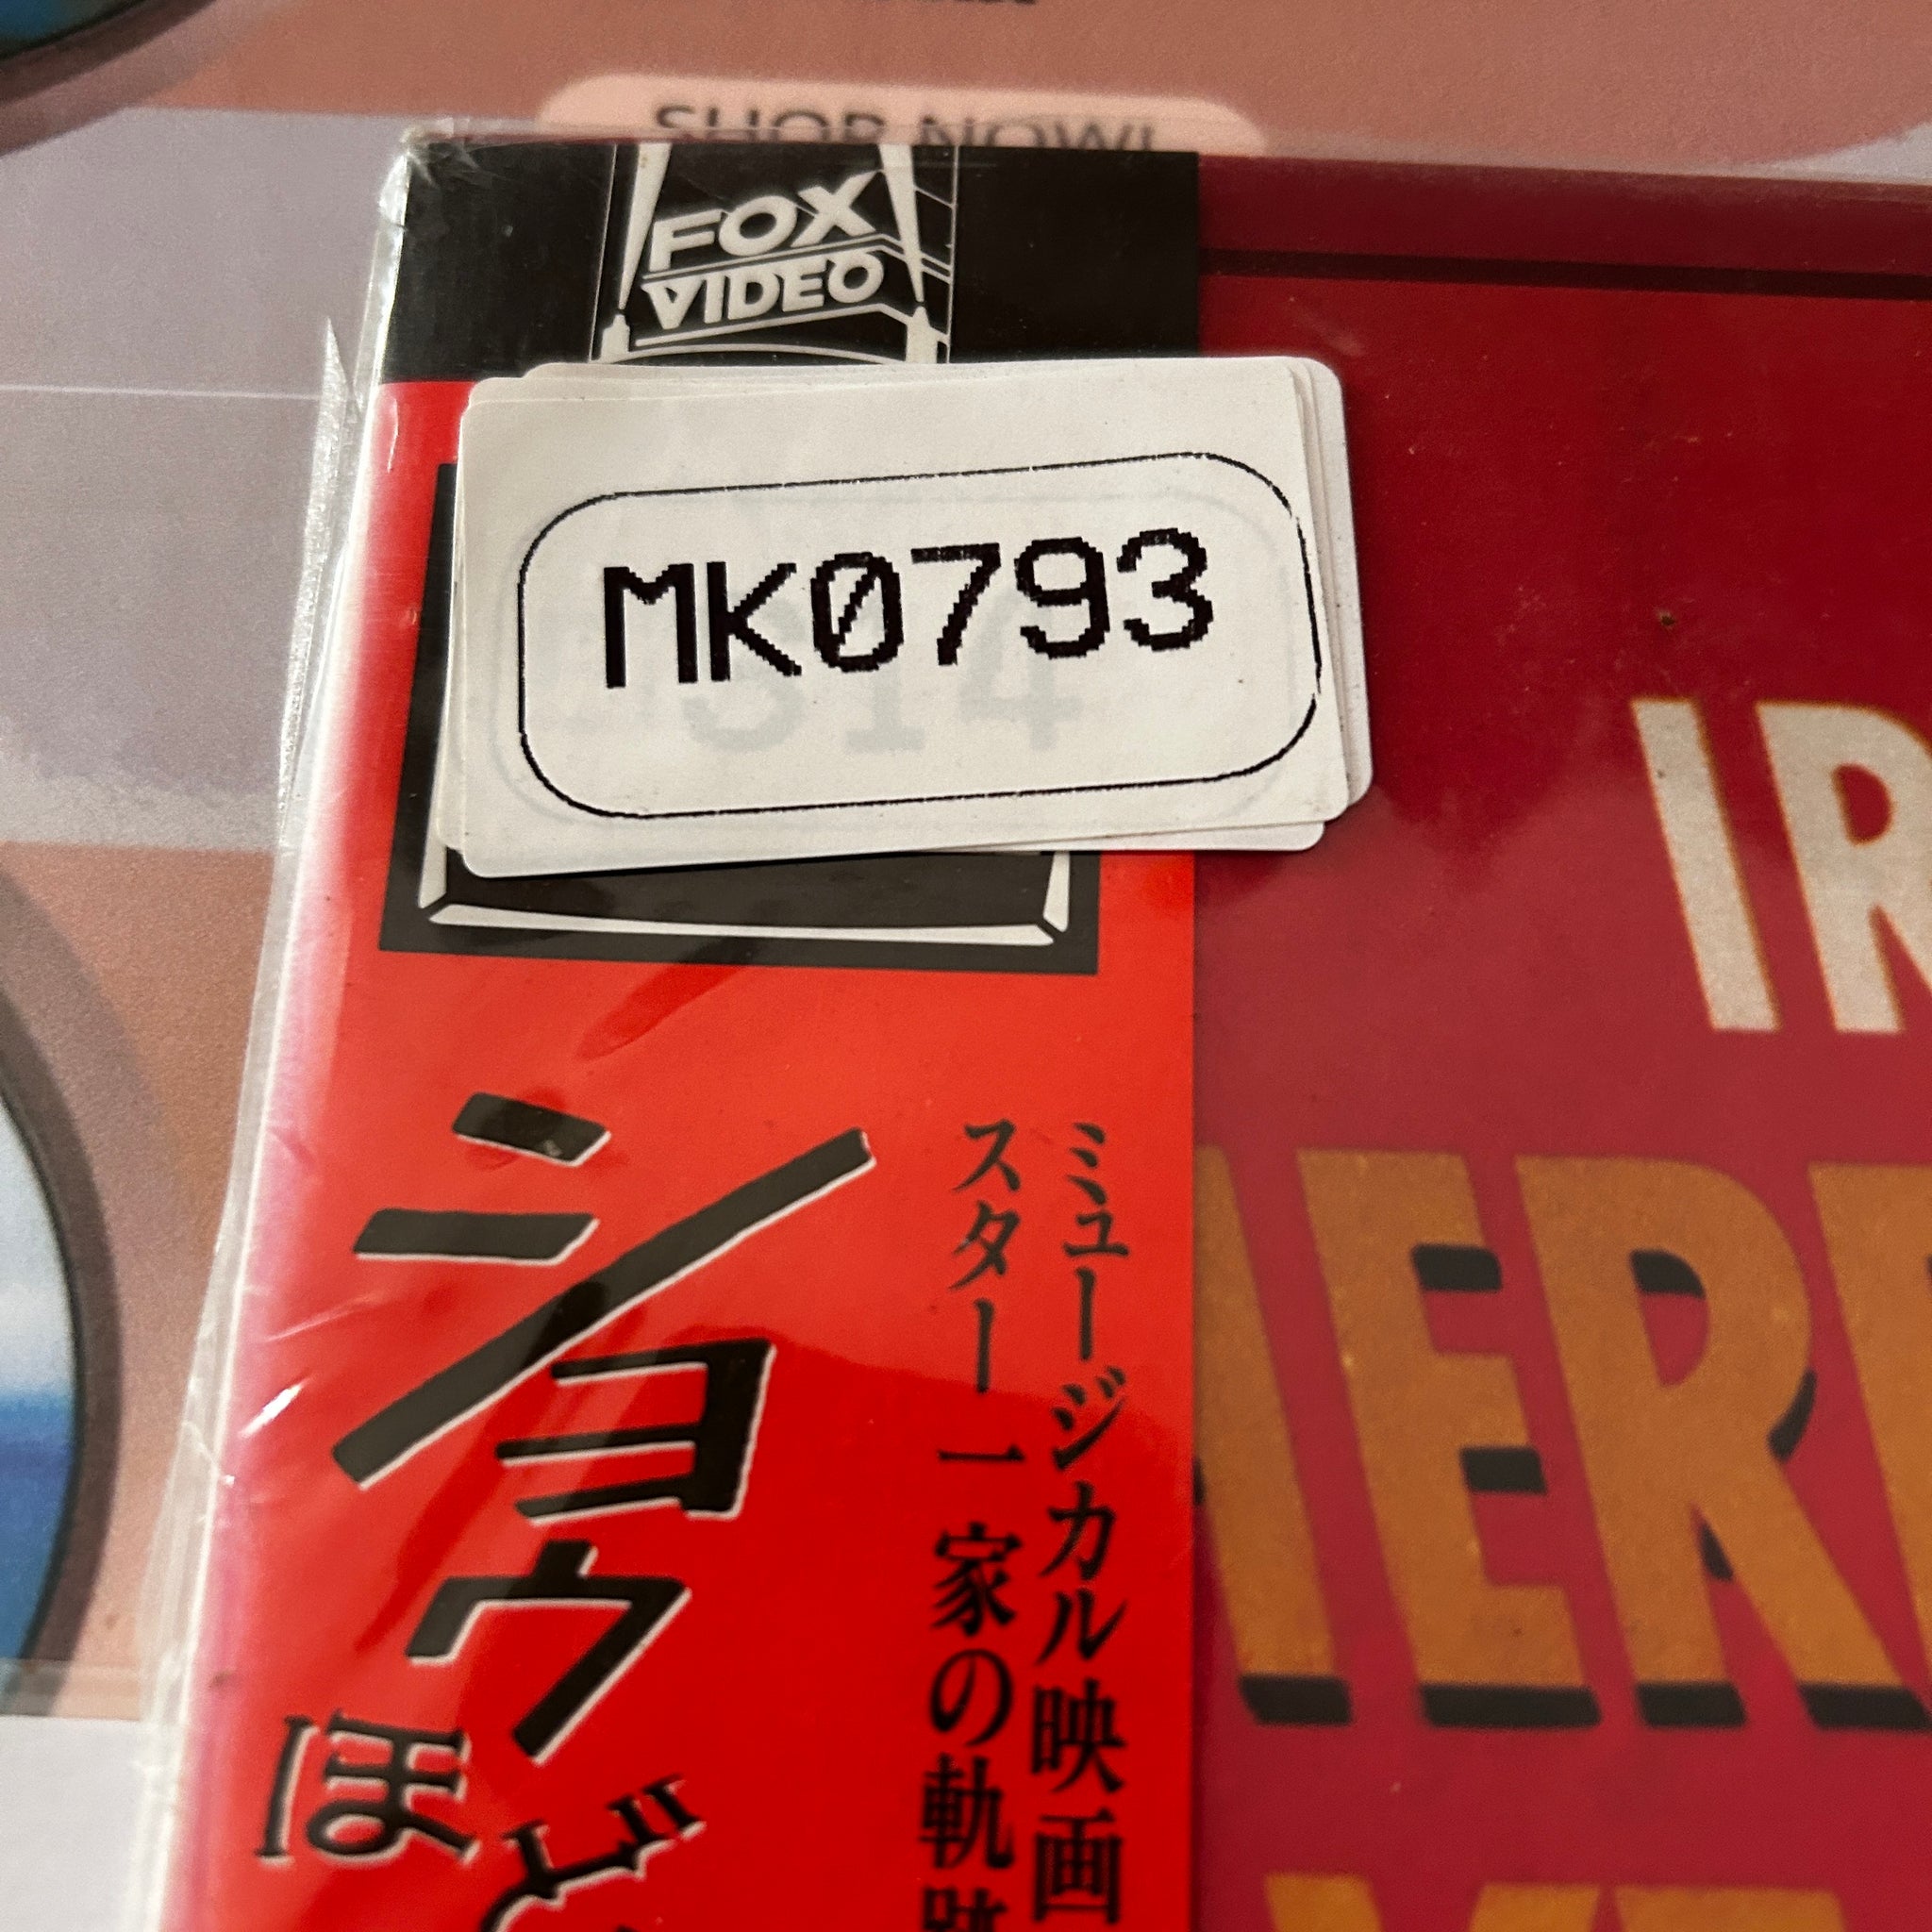 SHOP NOW!
FOX
VIDEO
MK0793
314
IR
ショウ
ほど
ミュージカル映画
スター一家の軌跡
ERR